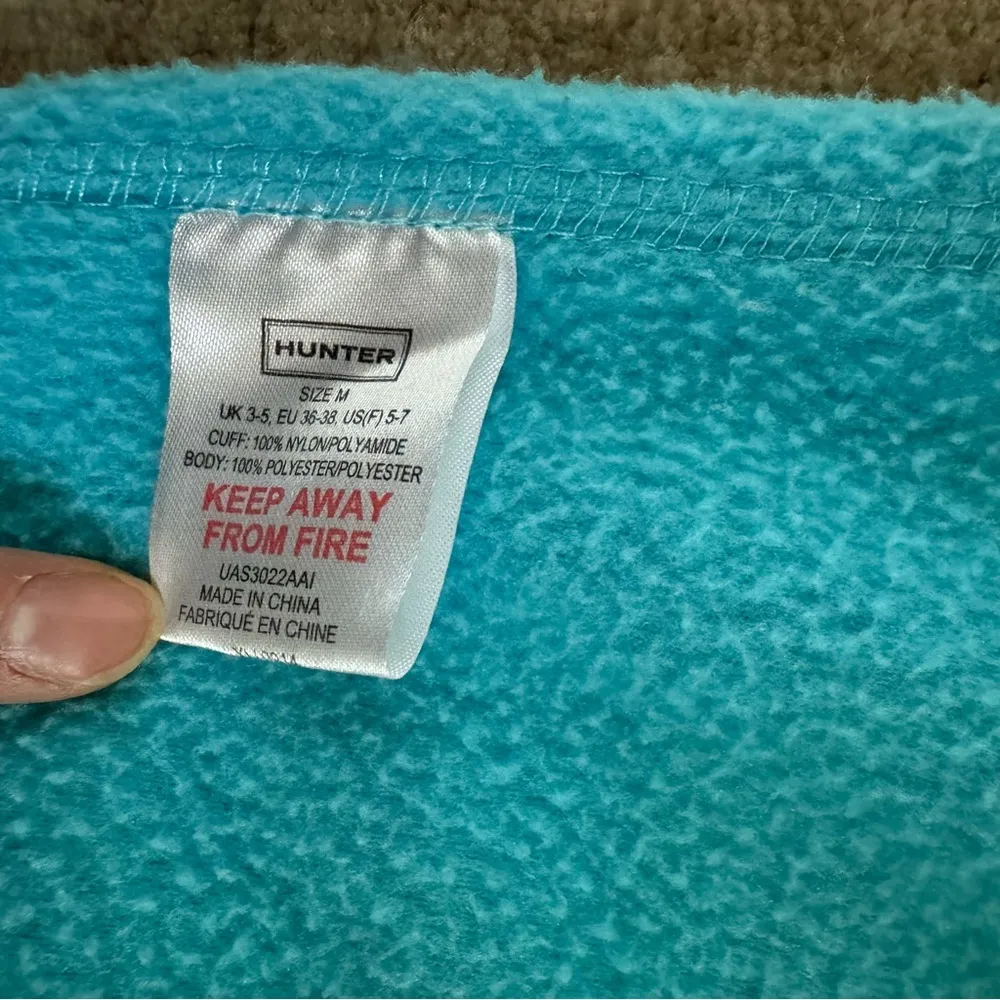 HUNTER
SIZE M
UK 3-5, EU 36-38, US(F) 5-7
CUFF: 100% NYLON/POLYAMIDE
BODY: 100% POLYESTER/POLYESTER
KEEP AWAY
FROM FIRE
UAS3022AAI
MADE IN CHINA
FABRIQUÉ EN CHINE